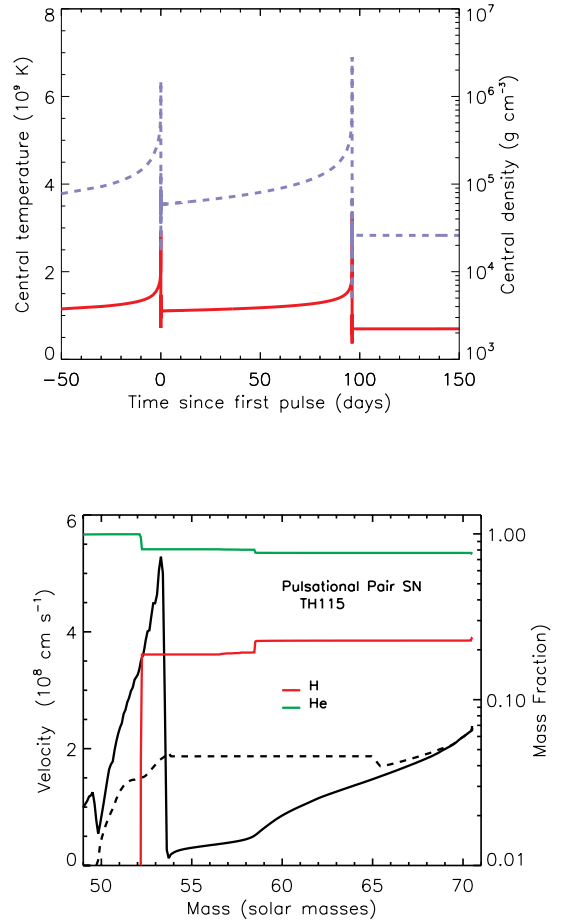 8
6
4
2
0
Central temperature (10⁹ K)
10⁷
10⁶
10⁵
10⁴
10³
Central density (g cm⁻³)
−50 0 50 100 150
Time since first pulse (days)
6
4
2
0
Velocity (10⁸ cm s⁻¹)
1.00
0.10
0.01
Mass Fraction)
Pulsational Pair SN
TH115
H
He
50 55 60 65 70
Mass (solar masses)